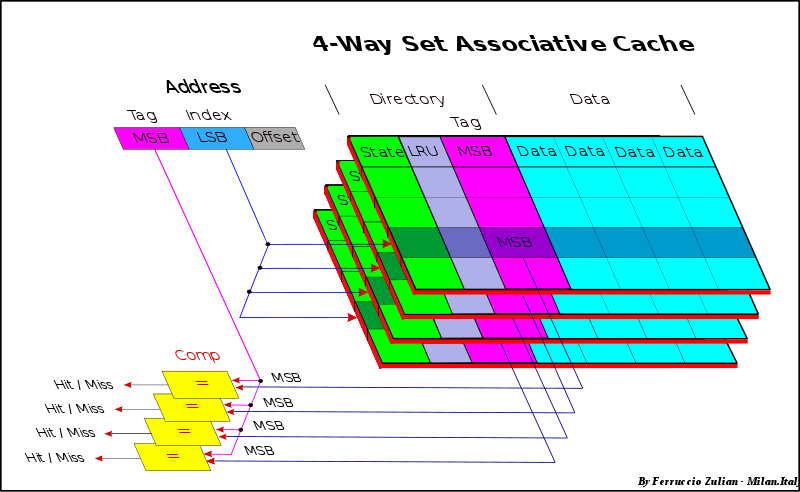 4-Way Set Associative Cache
Address
Directory
Data
Tag
Index
Tag
MSB
LSB
Offset
State
LRU
MSB
Data
Data
Data
Data
S
S
S
MSB
Comp
Hit / Miss
=
MSB
Hit / Miss
=
MSB
Hit / Miss
=
MSB
Hit / Miss
=
MSB
By Ferruccio Zulian - Milan.Italy